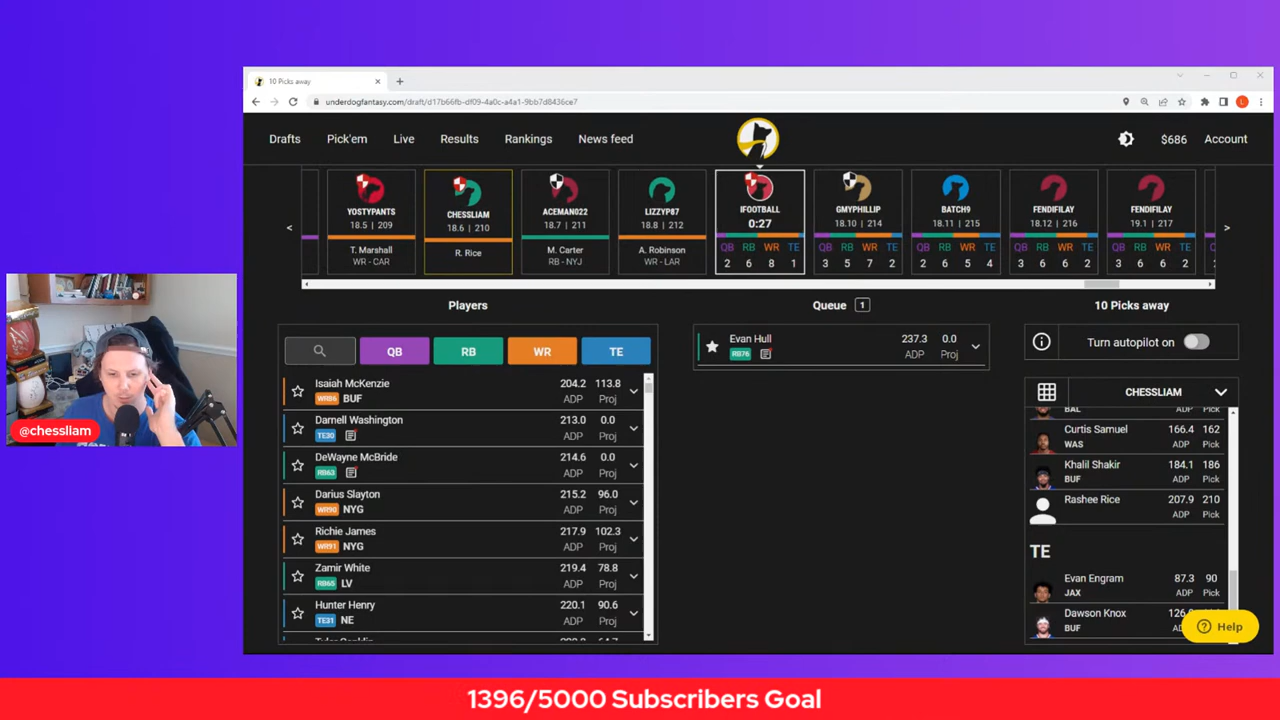 10 Picks away
underdogfantasy.com/draft/d17b66fb-df09-4a0c-a4a1-9bb7d8436ce7
Drafts Pick'em Live Results Rankings News feed $686 Account
YOSTYPANTS
18.5 | 209
T. Marshall
WR - CAR
CHESSLIAM
18.6 | 210
R. Rice
ACEMAN022
18.7 | 211
M. Carter
RB - NYJ
LIZZYP87
18.8 | 212
A. Robinson
WR - LAR
IFOOTBALL
0:27
QB RB WR TE
2 6 8 1
GMYPHILLIP
18.10 | 214
QB RB WR TE
3 5 7 2
BATCH9
18.11 | 215
QB RB WR TE
2 6 5 4
FENDIFILAY
18.12 | 216
QB RB WR TE
3 6 6 2
FENDIFILAY
19.1 | 217
QB RB WR TE
3 6 6 2
Players
QB RB WR TE
Isaiah McKenzie 204.2 113.8
WR86 BUF ADP Proj
Darnell Washington 213.0 0.0
TE30 ADP Proj
DeWayne McBride 214.6 0.0
RB63 ADP Proj
Darius Slayton 215.2 96.0
WR90 NYG ADP Proj
Richie James 217.9 102.3
WR91 NYG ADP Proj
Zamir White 219.4 78.8
RB65 LV ADP Proj
Hunter Henry 220.1 90.6
TE31 NE ADP Proj
Queue 1
Evan Hull 237.3 0.0
RB76 ADP Proj
10 Picks away
Turn autopilot on
CHESSLIAM
BAL ADP Pick
Curtis Samuel 166.4 162
WAS ADP Pick
Khalil Shakir 184.1 186
BUF ADP Pick
Rashee Rice 207.9 210
ADP Pick
TE
Evan Engram 87.3 90
JAX ADP Pick
Dawson Knox 126.
BUF
Help
@chessliam
1396/5000 Subscribers Goal